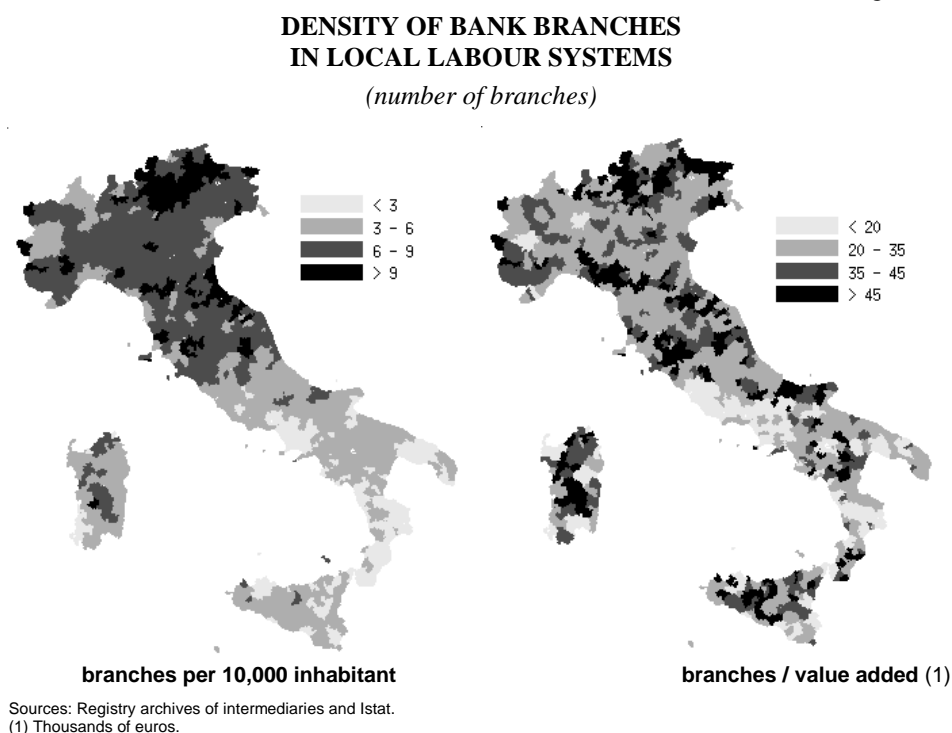 DENSITY OF BANK BRANCHES
IN LOCAL LABOUR SYSTEMS
(number of branches)
< 3
3 - 6
6 - 9
> 9
< 20
20 - 35
35 - 45
> 45
branches per 10,000 inhabitant
branches / value added (1)
Sources: Registry archives of intermediaries and Istat.
(1) Thousands of euros.